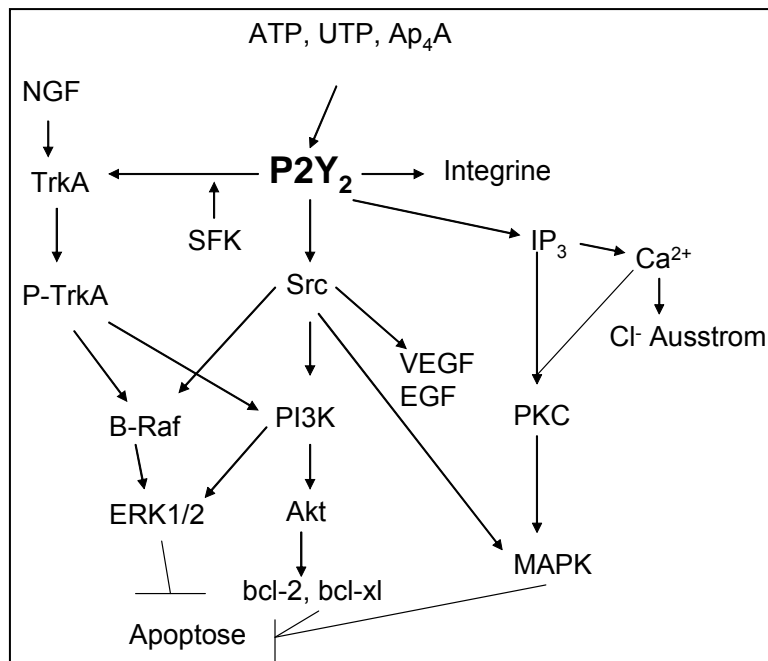 ATP, UTP, Ap₄A
NGF
TrkA
P2Y₂
Integrine
SFK
IP₃
Ca²⁺
P-TrkA
Src
Cl⁻ Ausstrom
VEGF
EGF
B-Raf
PI3K
PKC
ERK1/2
Akt
MAPK
bcl-2, bcl-xl
Apoptose